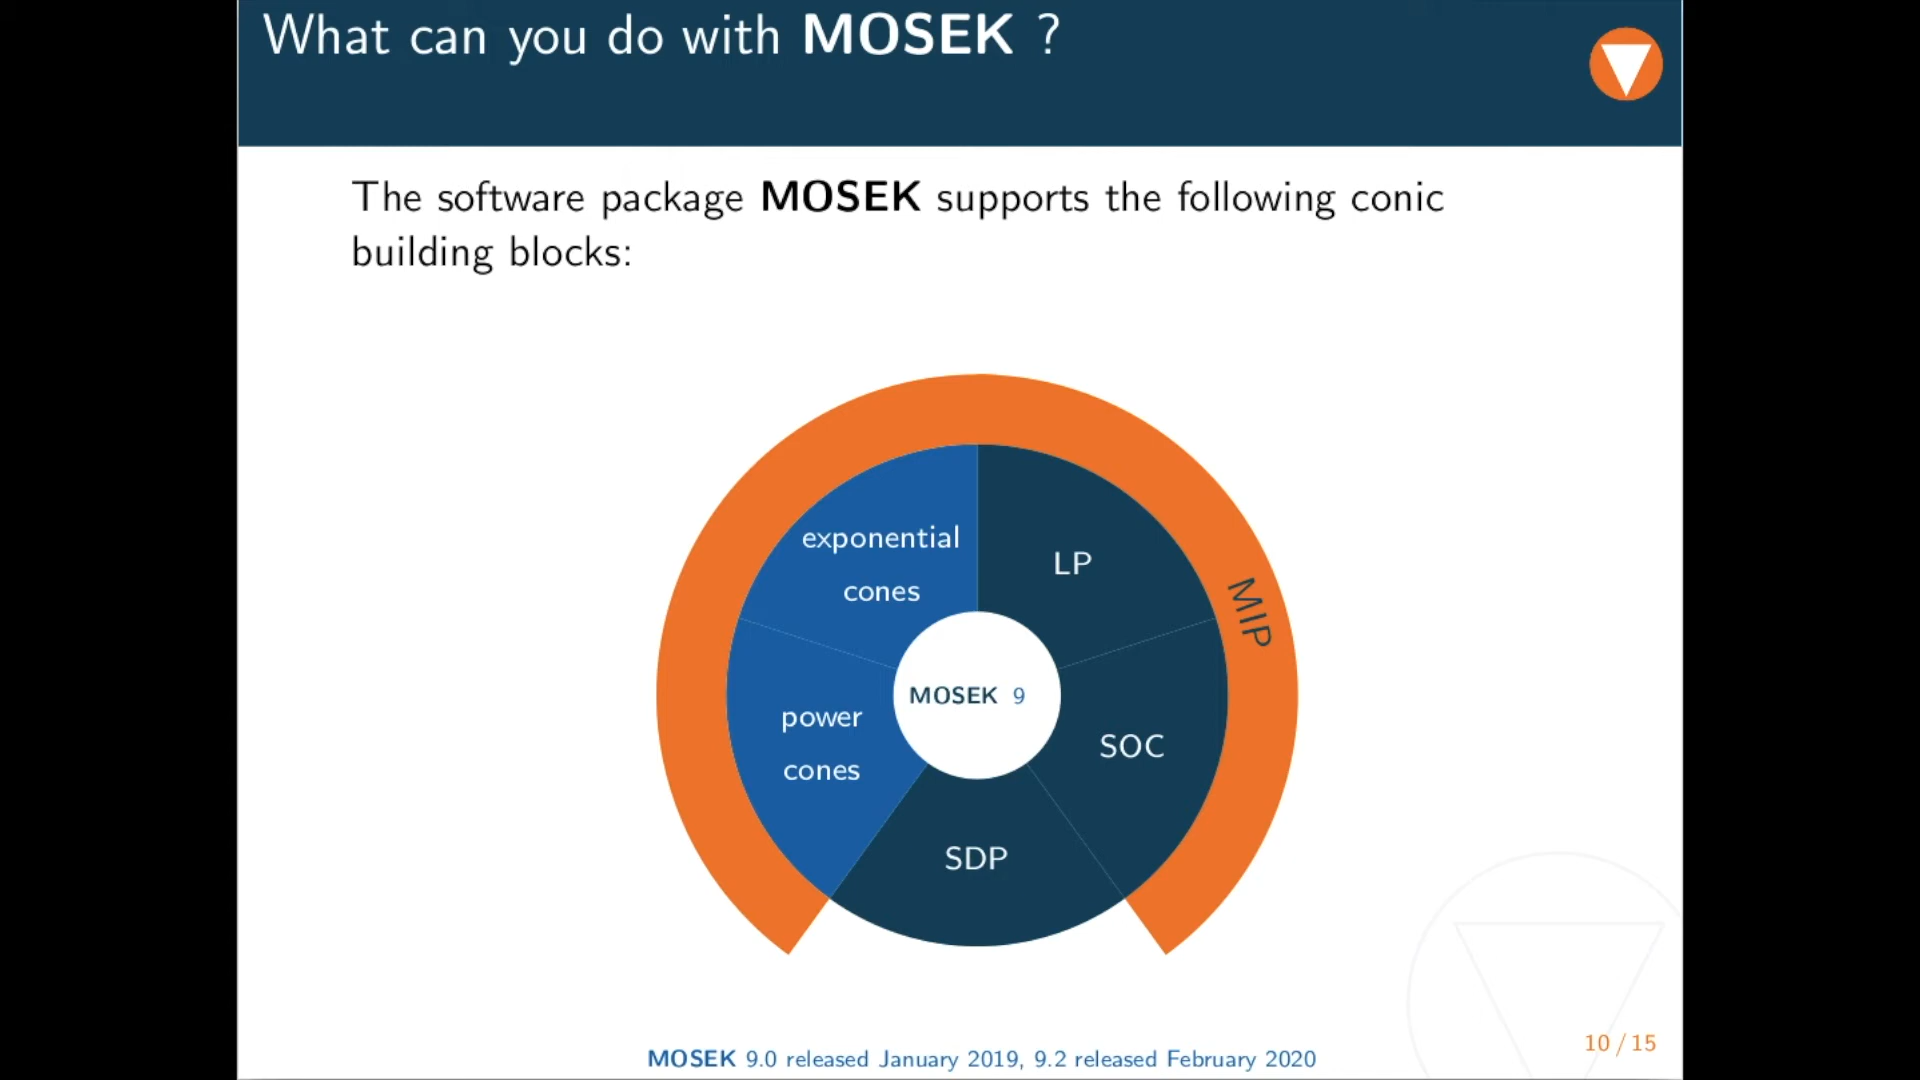 What can you do with MOSEK ?
The software package MOSEK supports the following conic
building blocks:
exponential
cones
LP
MIP
MOSEK 9
power
cones
SOC
SDP
10 / 15
MOSEK 9.0 released January 2019, 9.2 released February 2020